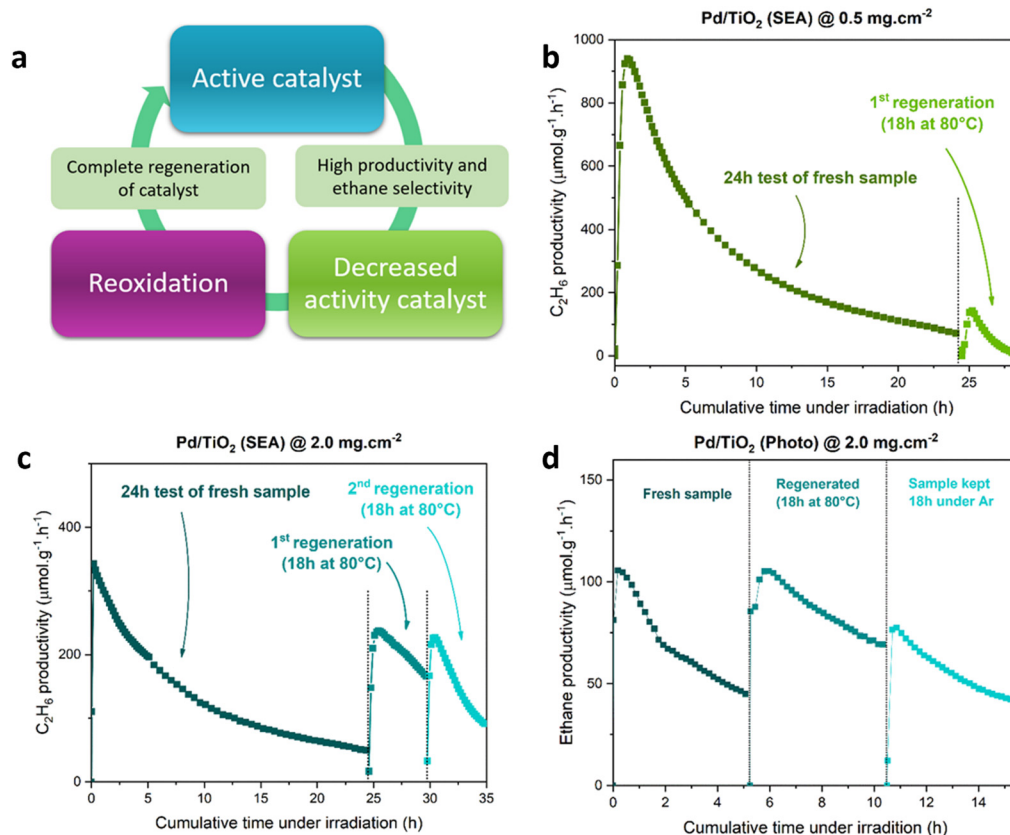 a
Active catalyst
Complete regeneration
of catalyst
High productivity and
ethane selectivity
Reoxidation
Decreased
activity catalyst
b
Pd/TiO₂ (SEA) @ 0.5 mg.cm⁻²
C₂H₆ productivity (µmol.g⁻¹.h⁻¹)
1000
800
600
400
200
0
1ˢᵗ regeneration
(18h at 80°C)
24h test of fresh sample
0 5 10 15 20 25
Cumulative time under irradiation (h)
c
Pd/TiO₂ (SEA) @ 2.0 mg.cm⁻²
C₂H₆ productivity (µmol.g⁻¹.h⁻¹)
400
200
0
24h test of fresh sample
2ⁿᵈ regeneration
(18h at 80°C)
1ˢᵗ regeneration
(18h at 80°C)
0 5 10 15 20 25 30 35
Cumulative time under irradiation (h)
d
Pd/TiO₂ (Photo) @ 2.0 mg.cm⁻²
Ethane productivity (µmol.g⁻¹.h⁻¹)
150
100
50
0
Fresh sample
Regenerated
(18h at 80°C)
Sample kept
18h under Ar
0 2 4 6 8 10 12 14
Cumulative time under irradition (h)